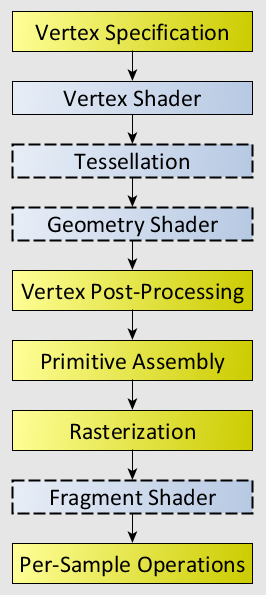 Vertex Specification
Vertex Shader
Tessellation
Geometry Shader
Vertex Post-Processing
Primitive Assembly
Rasterization
Fragment Shader
Per-Sample Operations